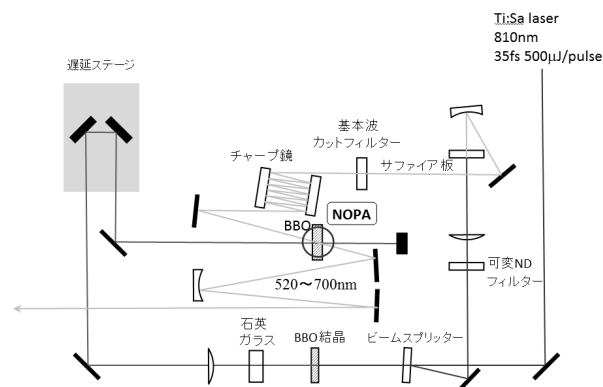 Ti:Sa laser
810nm
35fs 500μJ/pulse
遅延ステージ
基本波
カットフィルター
チャープ鏡
サファイア板
NOPA
BBO
可変ND
フィルター
520～700nm
石英
ガラス
BBO結晶
ビームスプリッター